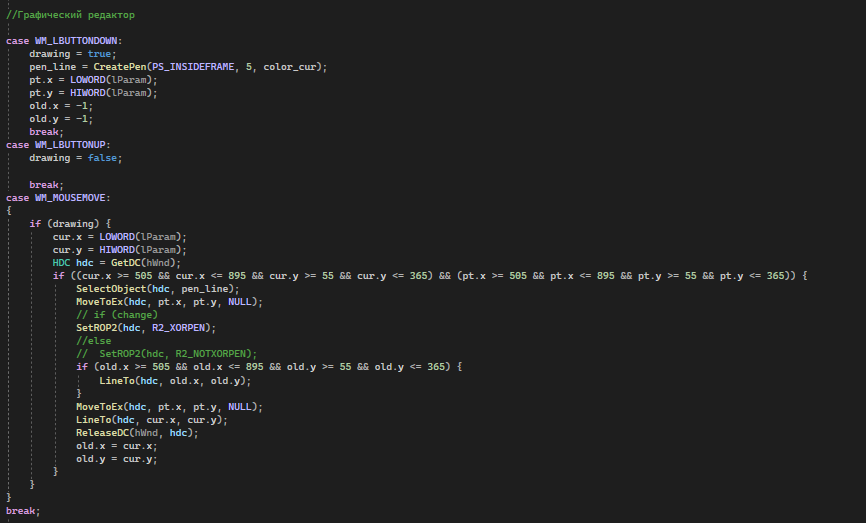 //Графический редактор
case WM_LBUTTONDOWN:
drawing = true;
pen_line = CreatePen(PS_INSIDEFRAME, 5, color_cur);
pt.x = LOWORD(lParam);
pt.y = HIWORD(lParam);
old.x = -1;
old.y = -1;
break;
case WM_LBUTTONUP:
drawing = false;
break;
case WM_MOUSEMOVE:
{
if (drawing) {
cur.x = LOWORD(lParam);
cur.y = HIWORD(lParam);
HDC hdc = GetDC(hWnd);
if ((cur.x >= 505 && cur.x <= 895 && cur.y >= 55 && cur.y <= 365) && (pt.x >= 505 && pt.x <= 895 && pt.y >= 55 && pt.y <= 365)) {
SelectObject(hdc, pen_line);
MoveToEx(hdc, pt.x, pt.y, NULL);
// if (change)
SetROP2(hdc, R2_XORPEN);
//else
//  SetROP2(hdc, R2_NOTXORPEN);
if (old.x >= 505 && old.x <= 895 && old.y >= 55 && old.y <= 365) {
LineTo(hdc, old.x, old.y);
}
MoveToEx(hdc, pt.x, pt.y, NULL);
LineTo(hdc, cur.x, cur.y);
ReleaseDC(hWnd, hdc);
old.x = cur.x;
old.y = cur.y;
}
}
}
break;